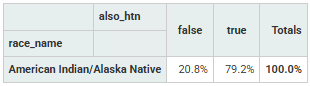 also_htn false true Totals
race_name
American Indian/Alaska Native 20.8% 79.2% 100.0%